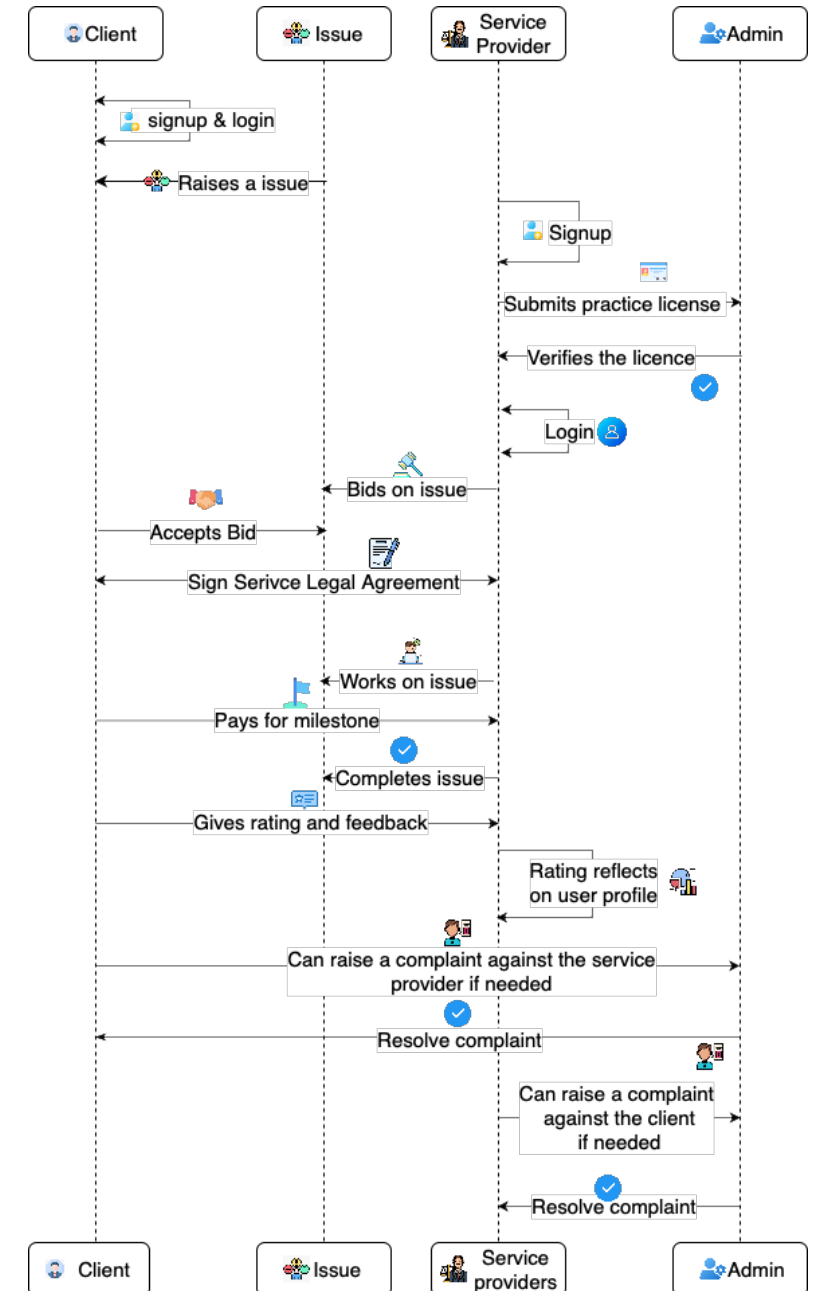 Client
Issue
Service
Provider
Admin
signup & login
Raises a issue
Signup
Submits practice license
Verifies the licence
Login
Bids on issue
Accepts Bid
Sign Serivce Legal Agreement
Works on issue
Pays for milestone
Completes issue
Gives rating and feedback
Rating reflects
on user profile
Can raise a complaint against the service
provider if needed
Resolve complaint
Can raise a complaint
against the client
if needed
Resolve complaint
Client
Issue
Service
providers
Admin